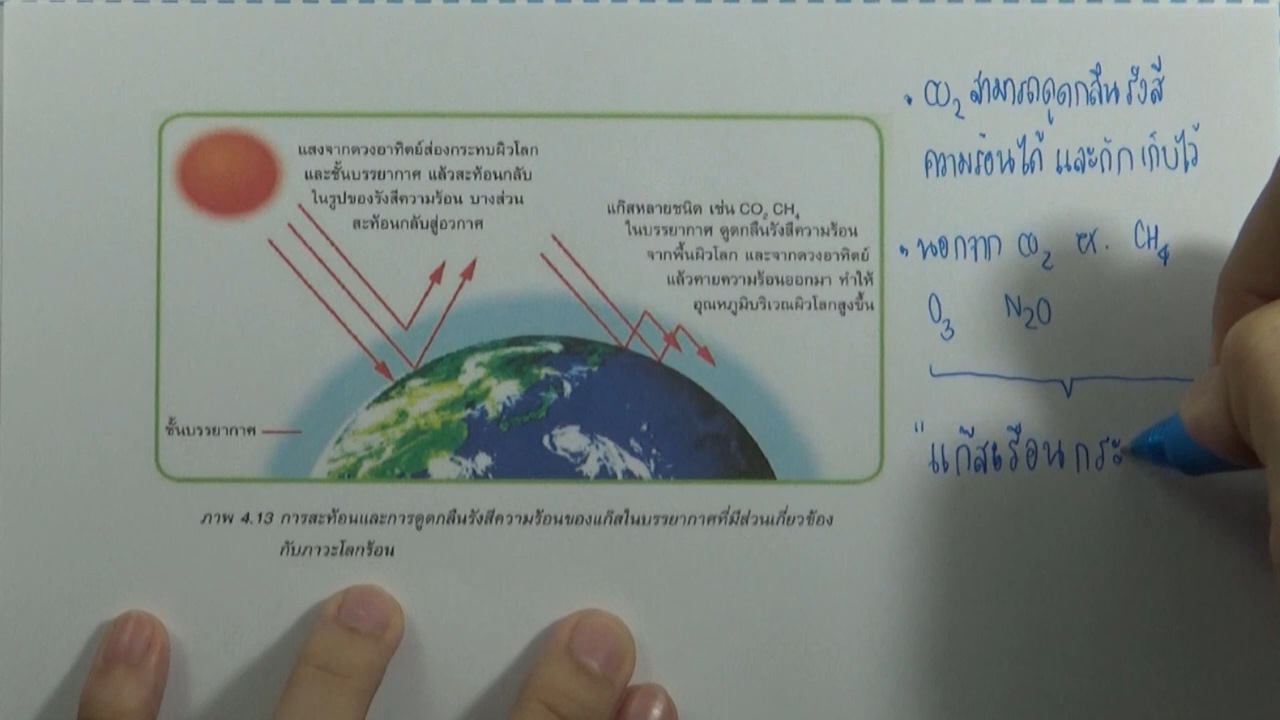 แสงจากดวงอาทิตย์ส่องกระทบผิวโลก
และชั้นบรรยากาศ แล้วสะท้อนกลับ
ในรูปของรังสีความร้อน บางส่วน
สะท้อนกลับสู่อวกาศ
แก๊สหลายชนิด เช่น CO₂ CH₄
ในบรรยากาศ ดูดกลืนรังสีความร้อน
จากพื้นผิวโลก และจากดวงอาทิตย์
แล้วคายความร้อนออกมา ทำให้
อุณหภูมิบริเวณผิวโลกสูงขึ้น
ชั้นบรรยากาศ
ภาพ 4.13 การสะท้อนและการดูดกลืนรังสีความร้อนของแก๊สในบรรยากาศที่มีส่วนเกี่ยวข้อง
กับภาวะโลกร้อน
• CO₂ สามารถดูดกลืนรังสี
ความร้อนได้ และกักเก็บไว้
• นอกจาก CO₂ ex. CH₄
O₃ N₂O
"แก๊สเรือนกระ